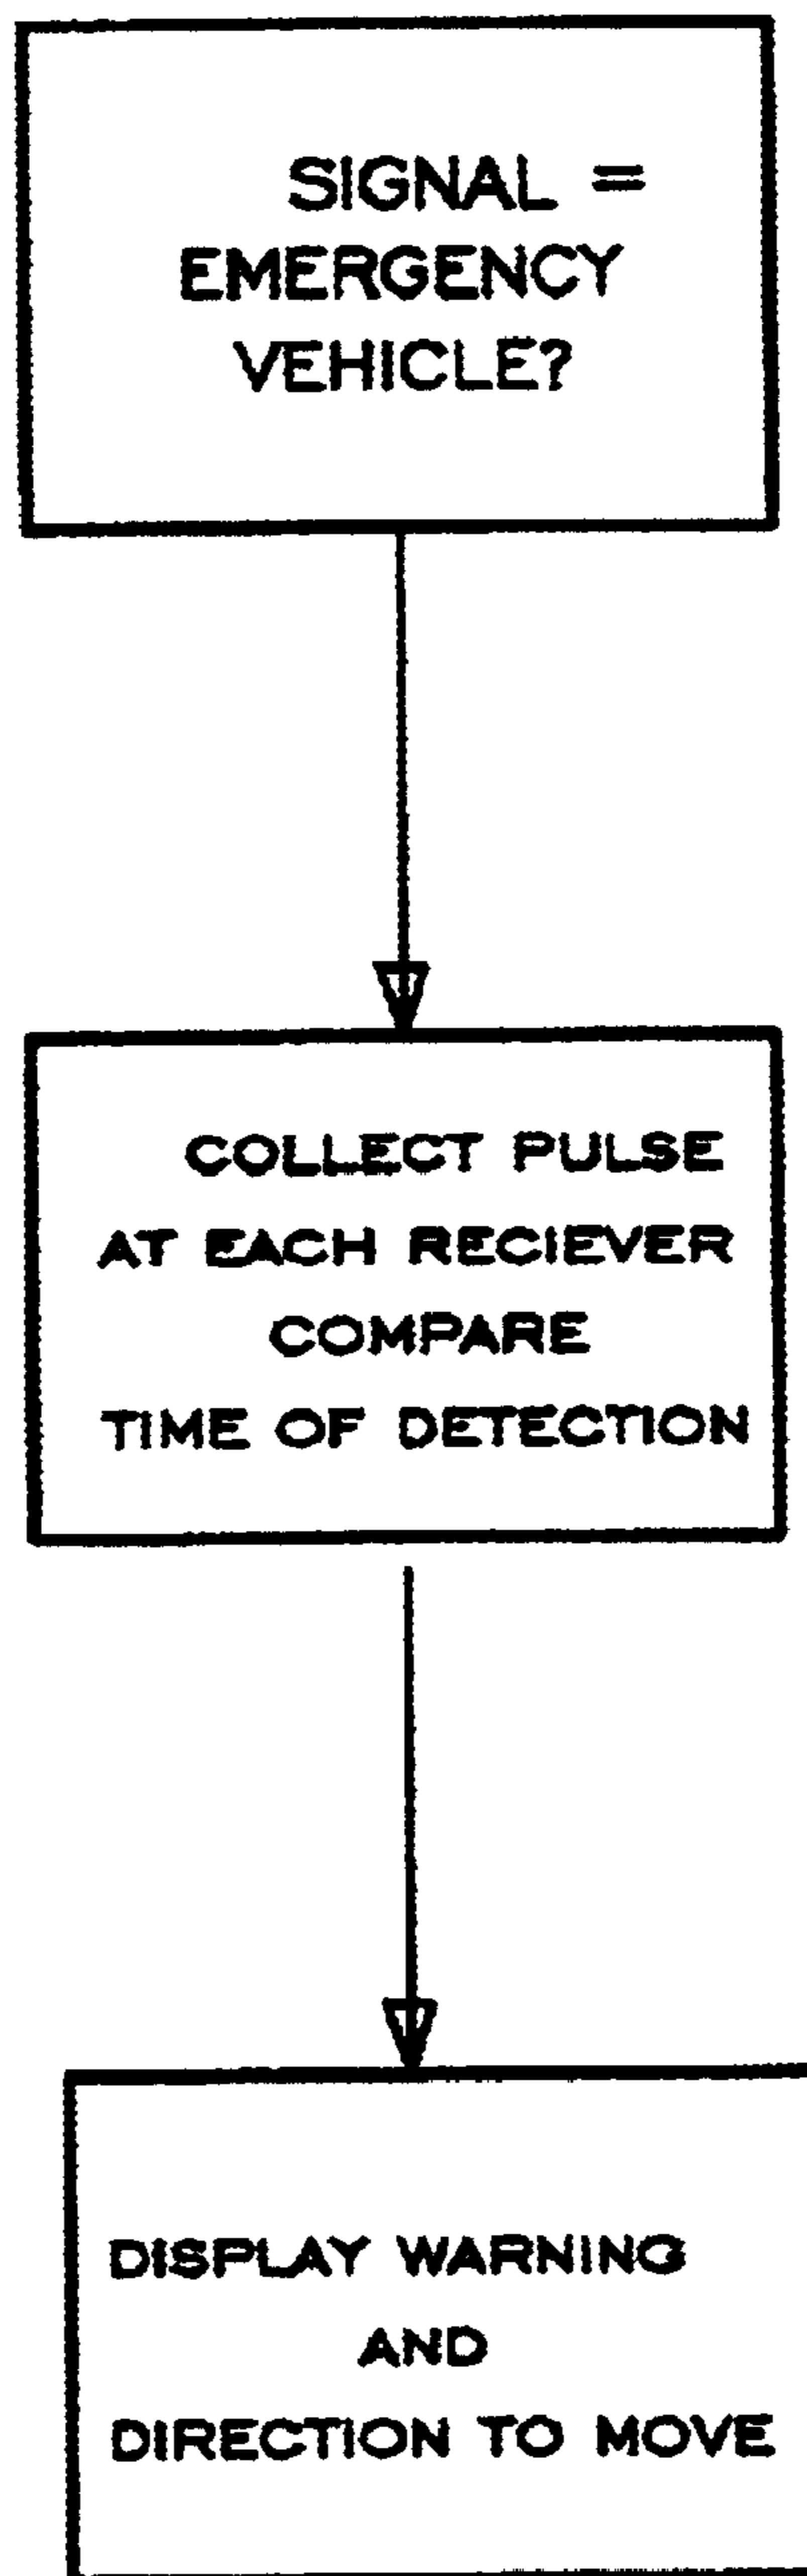 SIGNAL =
EMERGENCY
VEHICLE?
COLLECT PULSE
AT EACH RECIEVER
COMPARE
TIME OF DETECTION
DISPLAY WARNING
AND
DIRECTION TO MOVE